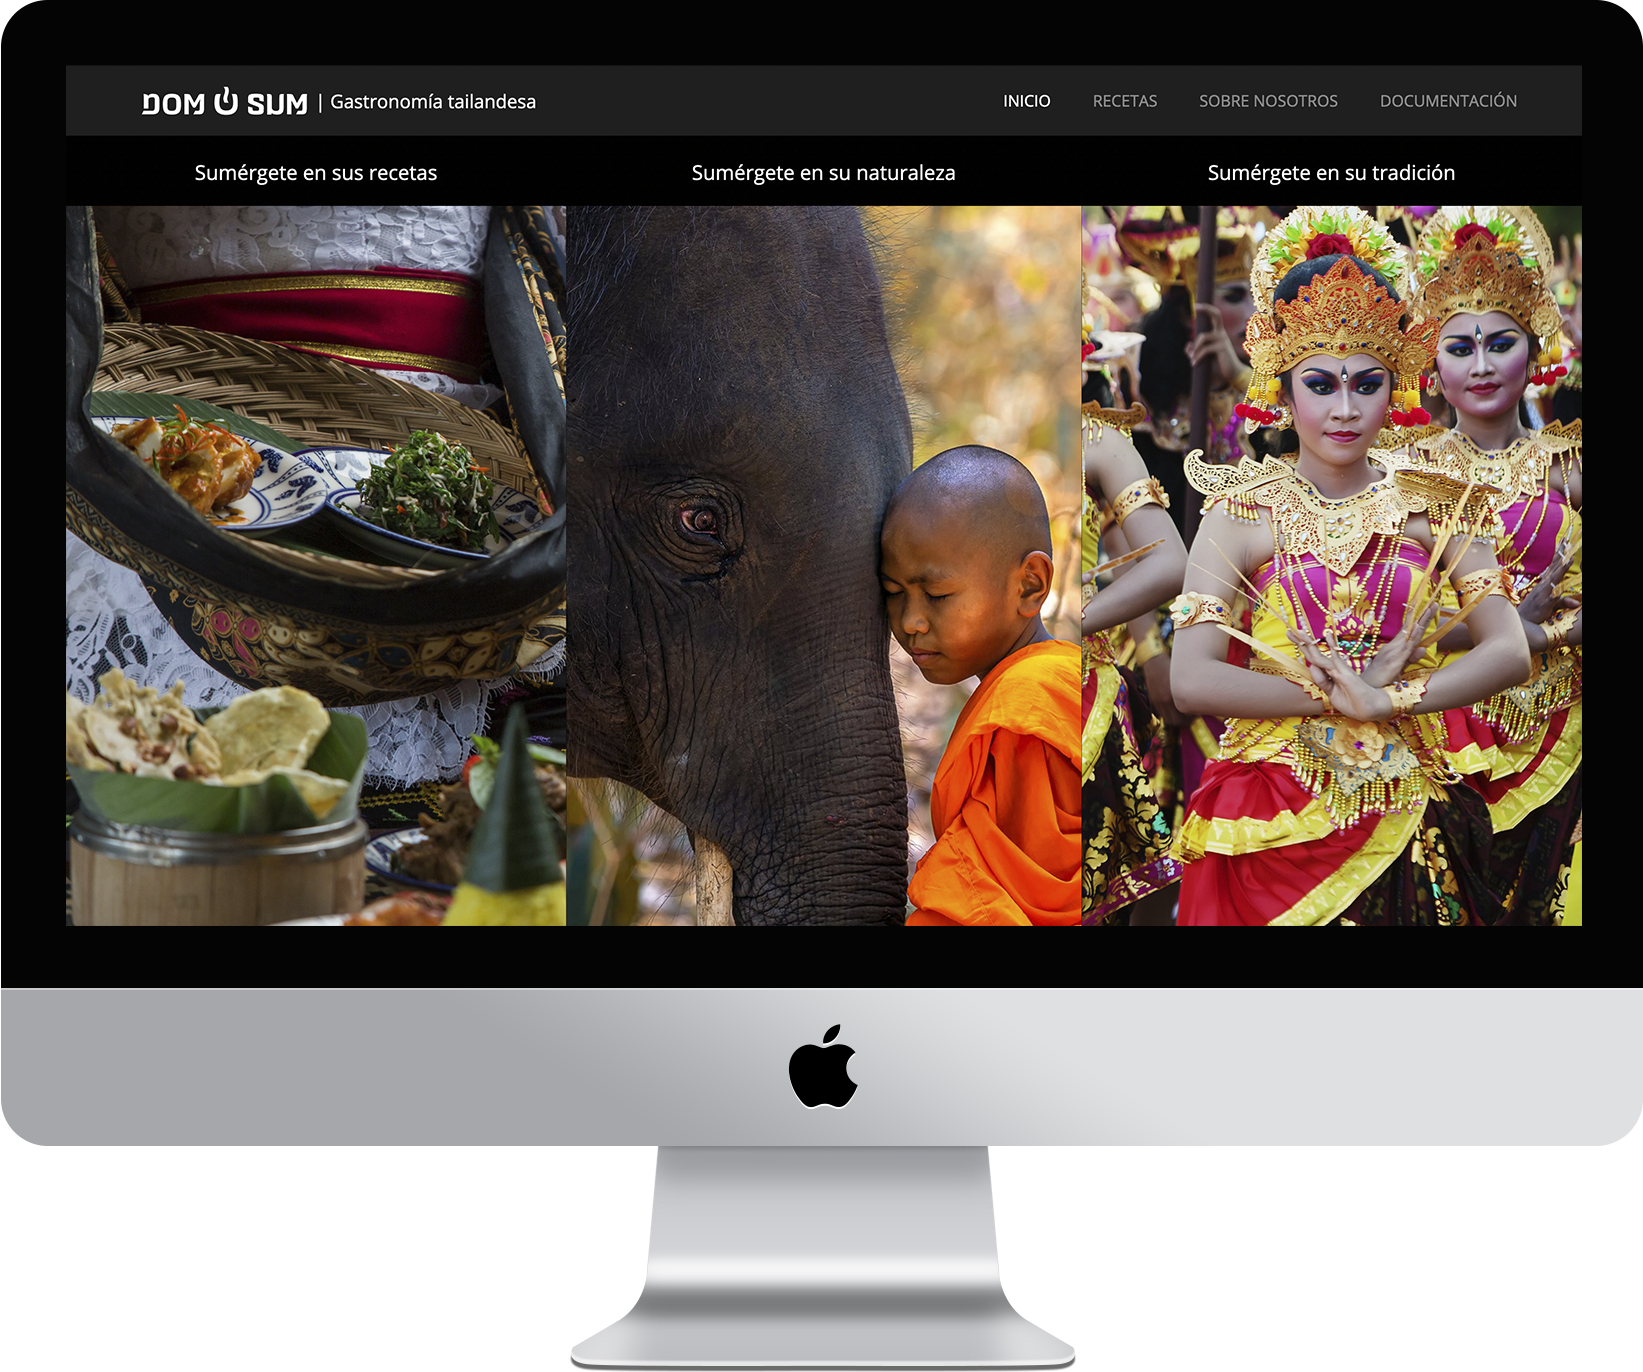 DOM SUM | Gastronomía tailandesa
INICIO RECETAS SOBRE NOSOTROS DOCUMENTACIÓN
Sumérgete en sus recetas
Sumérgete en su naturaleza
Sumérgete en su tradición